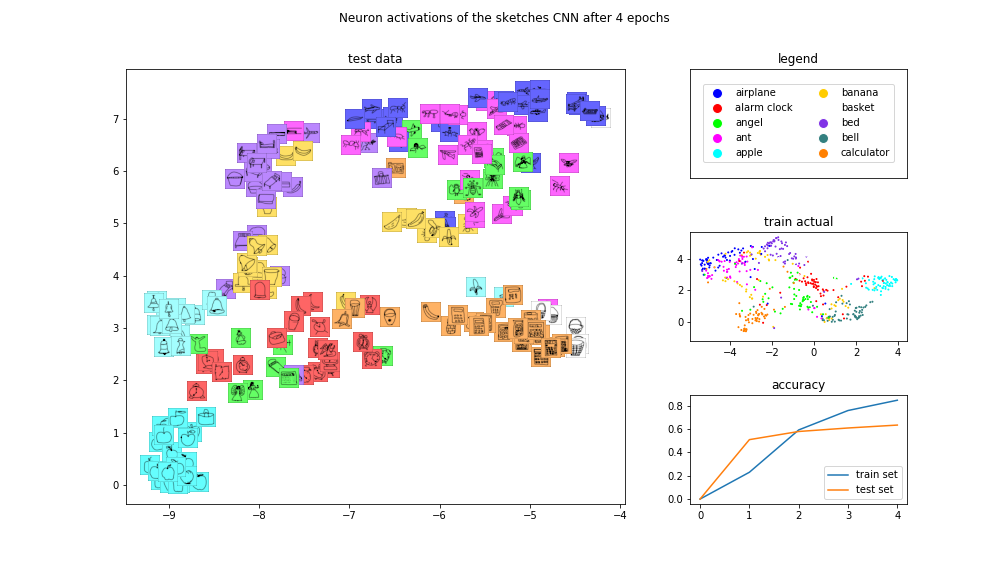 Neuron activations of the sketches CNN after 4 epochs
test data
7
6
5
4
3
2
1
0
−9 −8 −7 −6 −5 −4
legend
airplane banana
alarm clock basket
angel bed
ant bell
apple calculator
train actual
4
2
0
−4 −2 0 2 4
accuracy
0.8
0.6
0.4
0.2
0.0
train set
test set
0 1 2 3 4